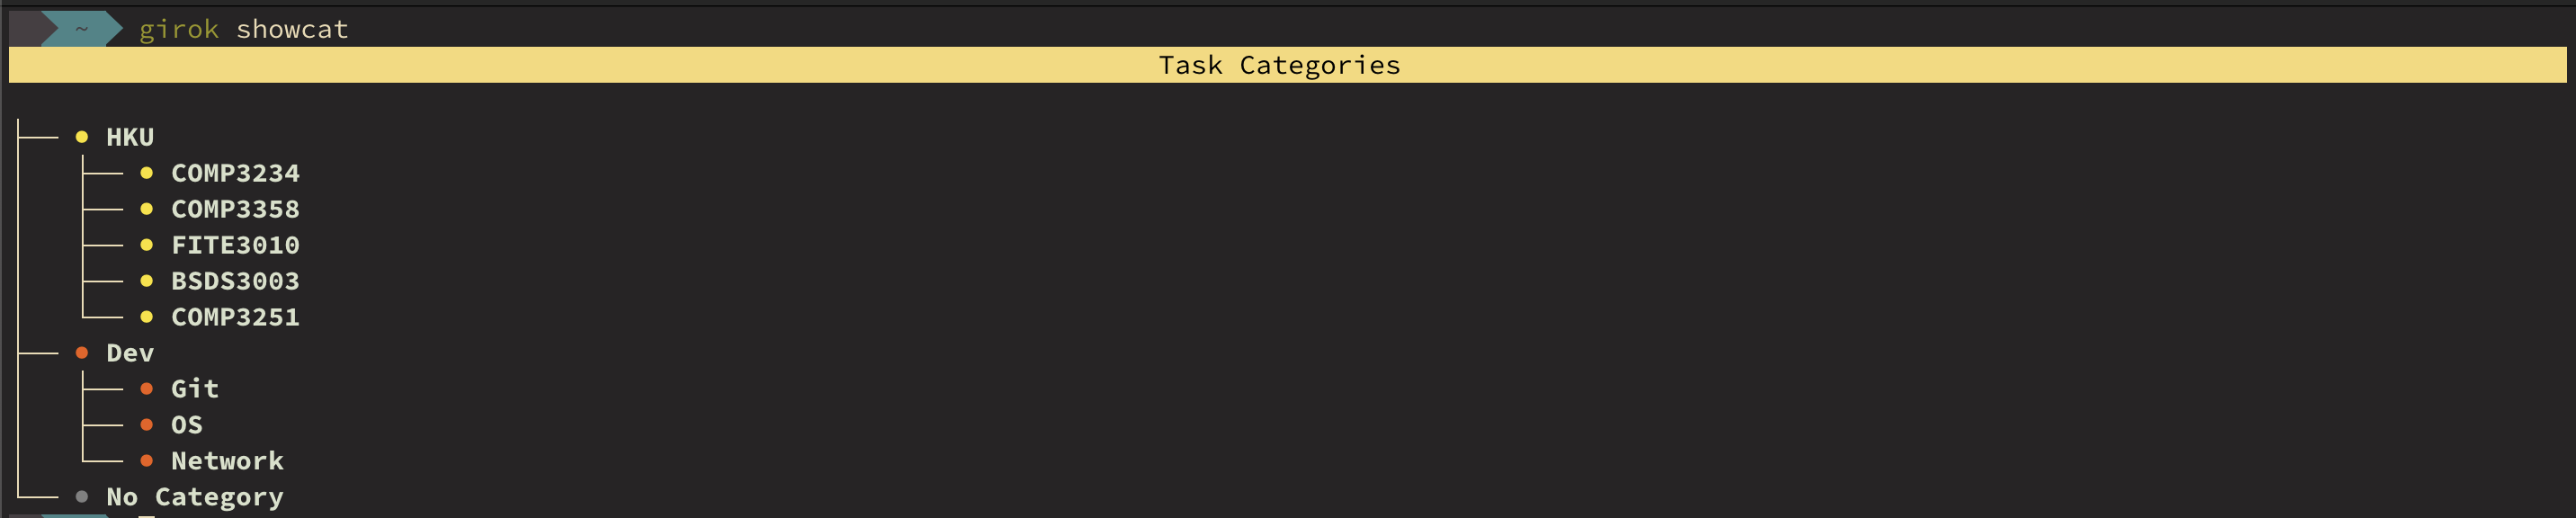 ~ girok showcat
Task Categories
HKU
COMP3234
COMP3358
FITE3010
BSDS3003
COMP3251
Dev
Git
OS
Network
No Category